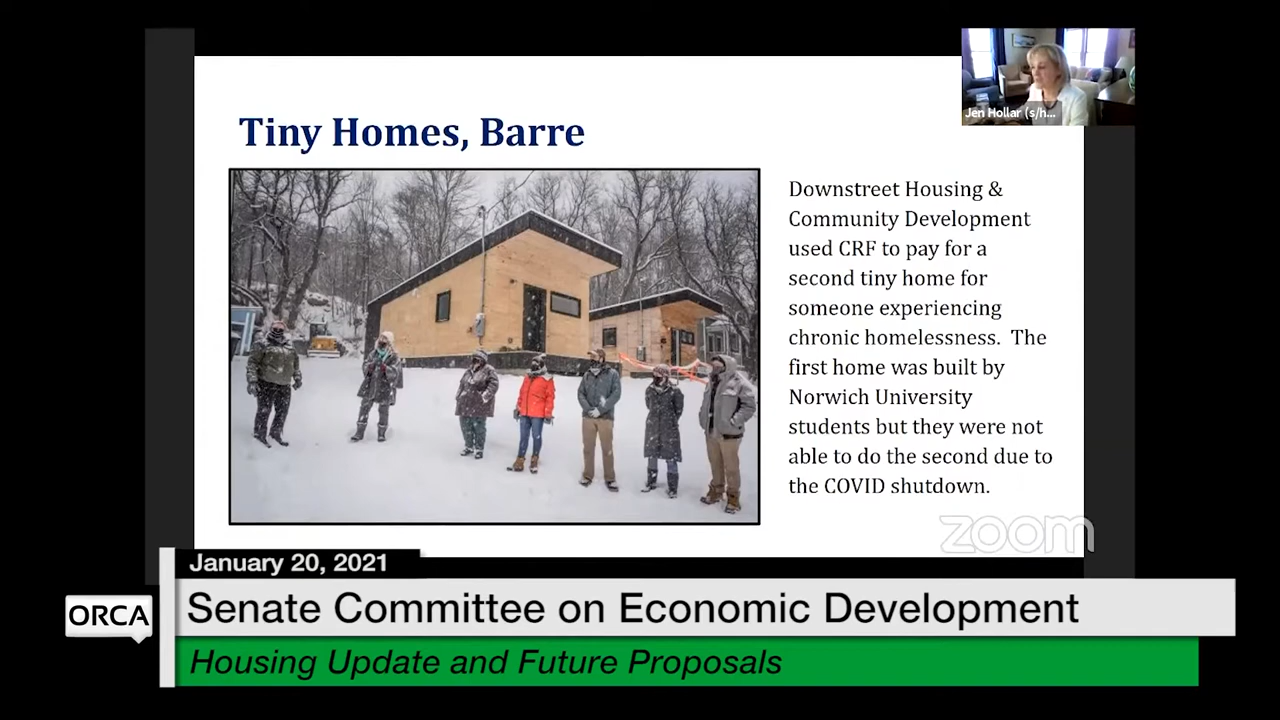 Jen Hollar (s/h...
Tiny Homes, Barre
Downstreet Housing &
Community Development
used CRF to pay for a
second tiny home for
someone experiencing
chronic homelessness. The
first home was built by
Norwich University
students but they were not
able to do the second due to
the COVID shutdown.
zoom
January 20, 2021
ORCA
Senate Committee on Economic Development
Housing Update and Future Proposals